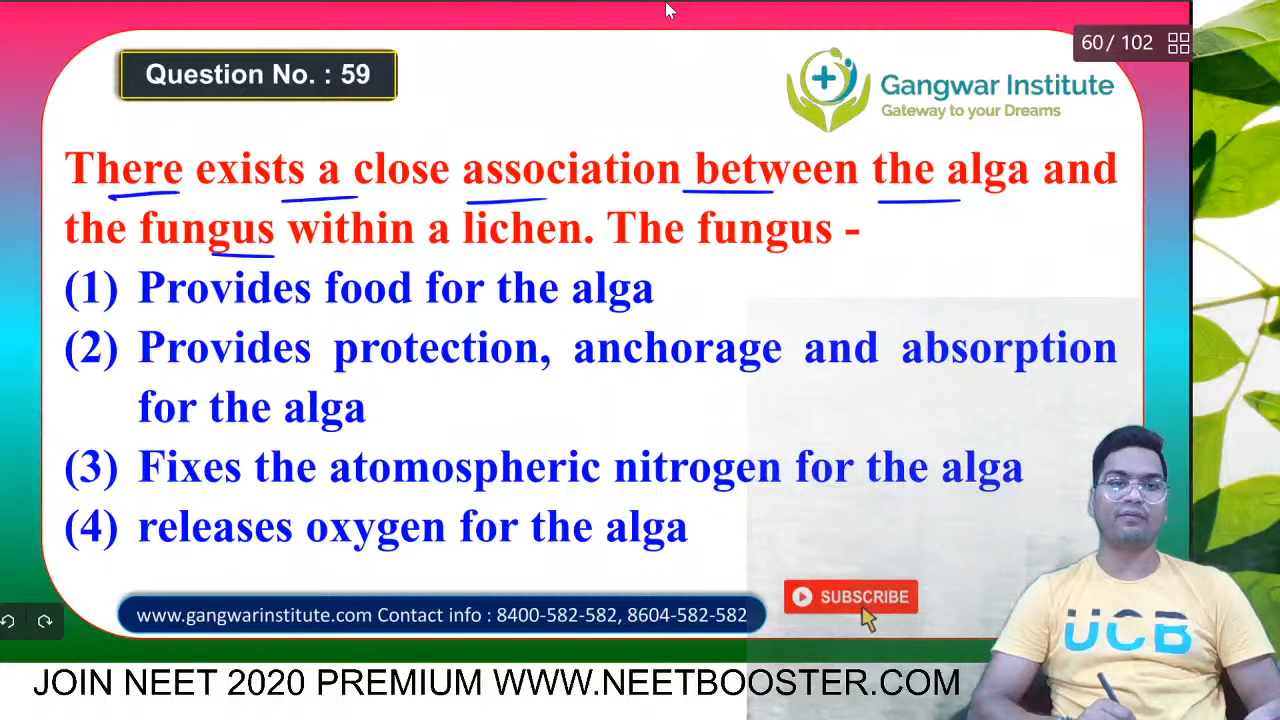 60 / 102
Question No. : 59
Gangwar Institute
Gateway to your Dreams
There exists a close association between the alga and
the fungus within a lichen. The fungus -
(1) Provides food for the alga
(2) Provides protection, anchorage and absorption
for the alga
(3) Fixes the atomospheric nitrogen for the alga
(4) releases oxygen for the alga
SUBSCRIBE
www.gangwarinstitute.com Contact info : 8400-582-582, 8604-582-582
UCB
JOIN NEET 2020 PREMIUM WWW.NEETBOOSTER.COM